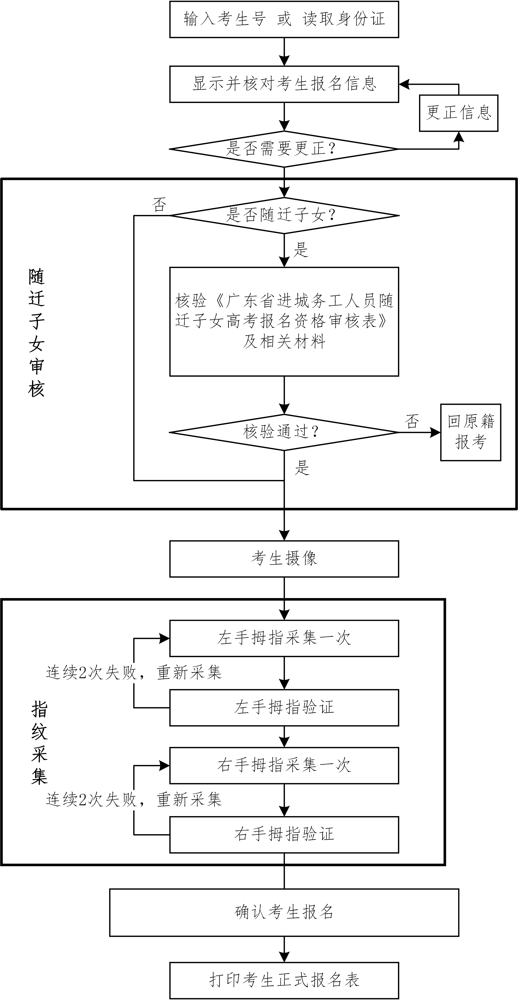 输入考生号 或 读取身份证
显示并核对考生报名信息
更正信息
是否需要更正？
否
是否随迁子女？
是
随迁子女审核
核验《广东省进城务工人员随
迁子女高考报名资格审核表》
及相关材料
核验通过？
否
回原籍
报考
是
考生摄像
左手拇指采集一次
连续2次失败，重新采集
左手拇指验证
指纹采集
右手拇指采集一次
连续2次失败，重新采集
右手拇指验证
确认考生报名
打印考生正式报名表